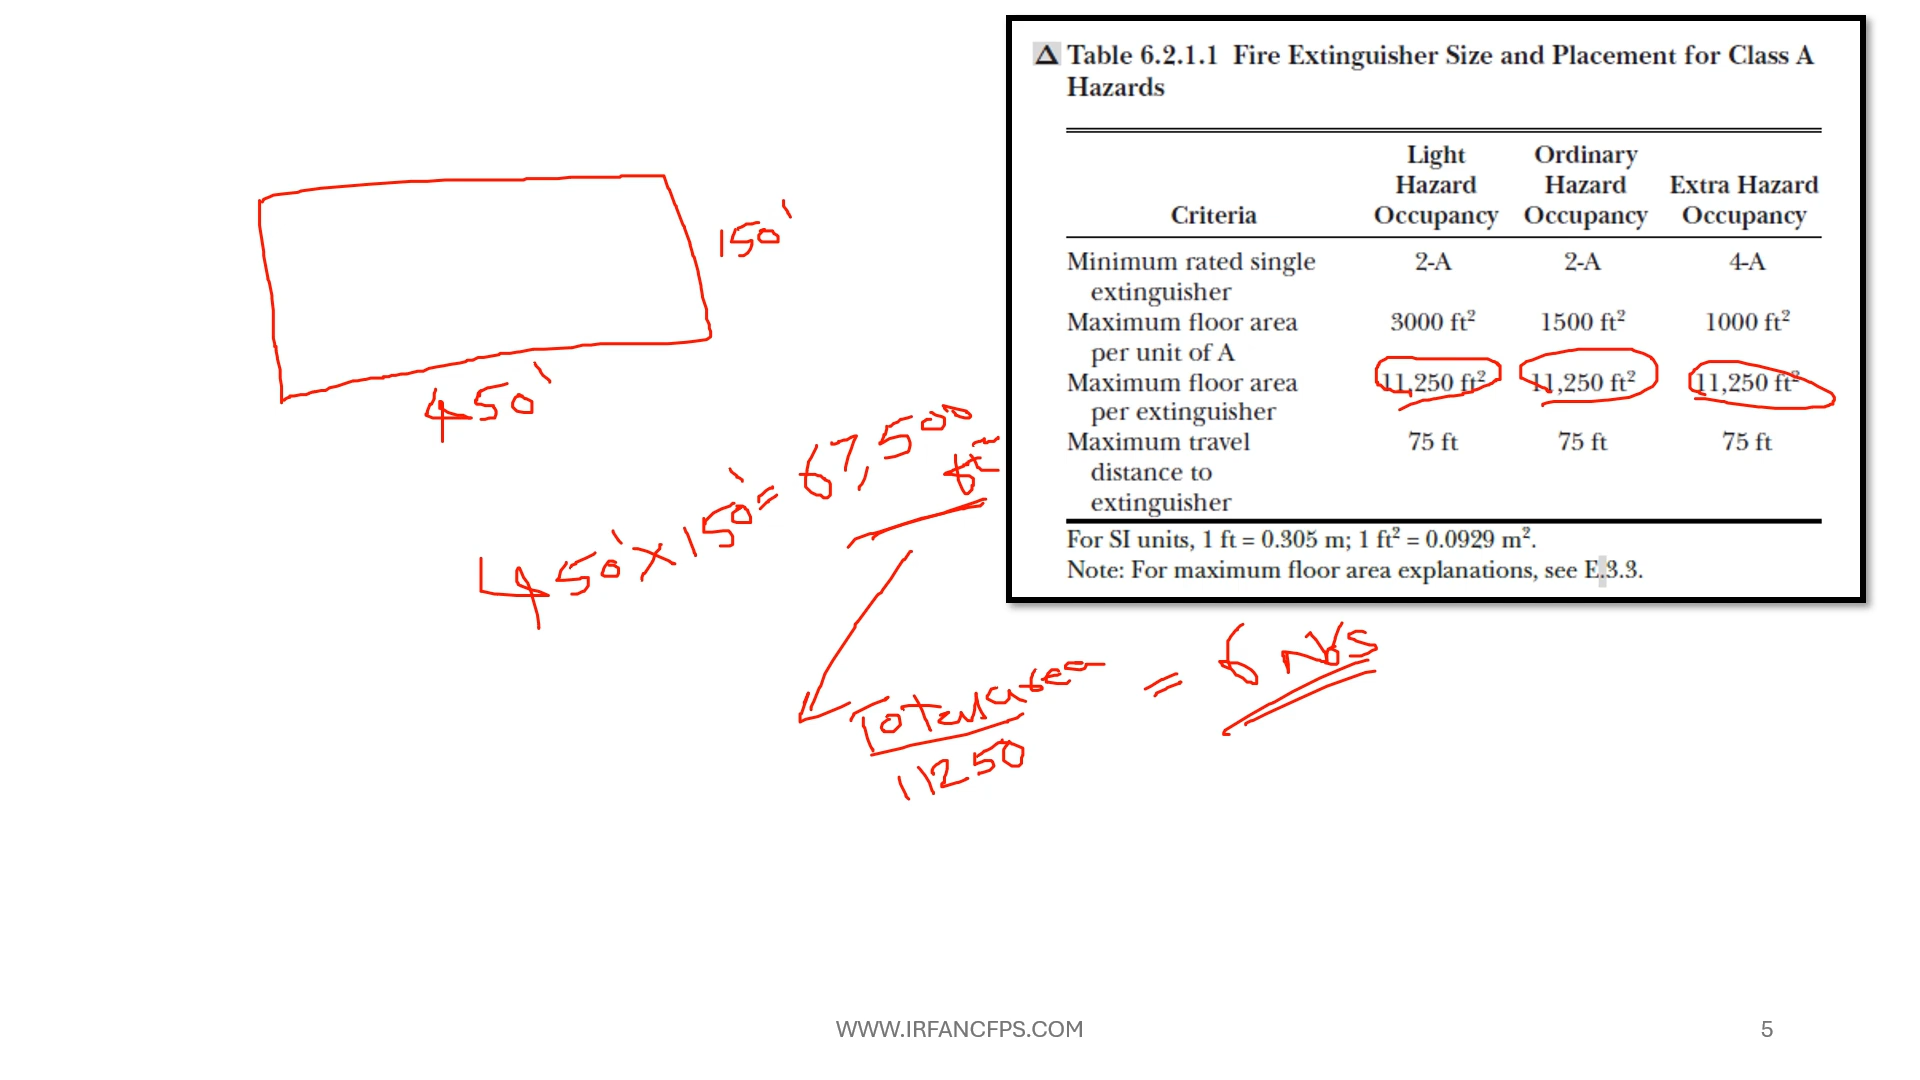 Δ Table 6.2.1.1 Fire Extinguisher Size and Placement for Class A
Hazards
Criteria Light Hazard Occupancy Ordinary Hazard Occupancy Extra Hazard Occupancy
Minimum rated single extinguisher 2-A 2-A 4-A
Maximum floor area per unit of A 3000 ft² 1500 ft² 1000 ft²
Maximum floor area per extinguisher 11,250 ft² 11,250 ft² 11,250 ft²
Maximum travel distance to extinguisher 75 ft 75 ft 75 ft
For SI units, 1 ft = 0.305 m; 1 ft² = 0.0929 m².
Note: For maximum floor area explanations, see E.3.3.
150'
450'
450' x 150' = 67,500
Total
11250
= 6 Nos
WWW.IRFANCFPS.COM
5